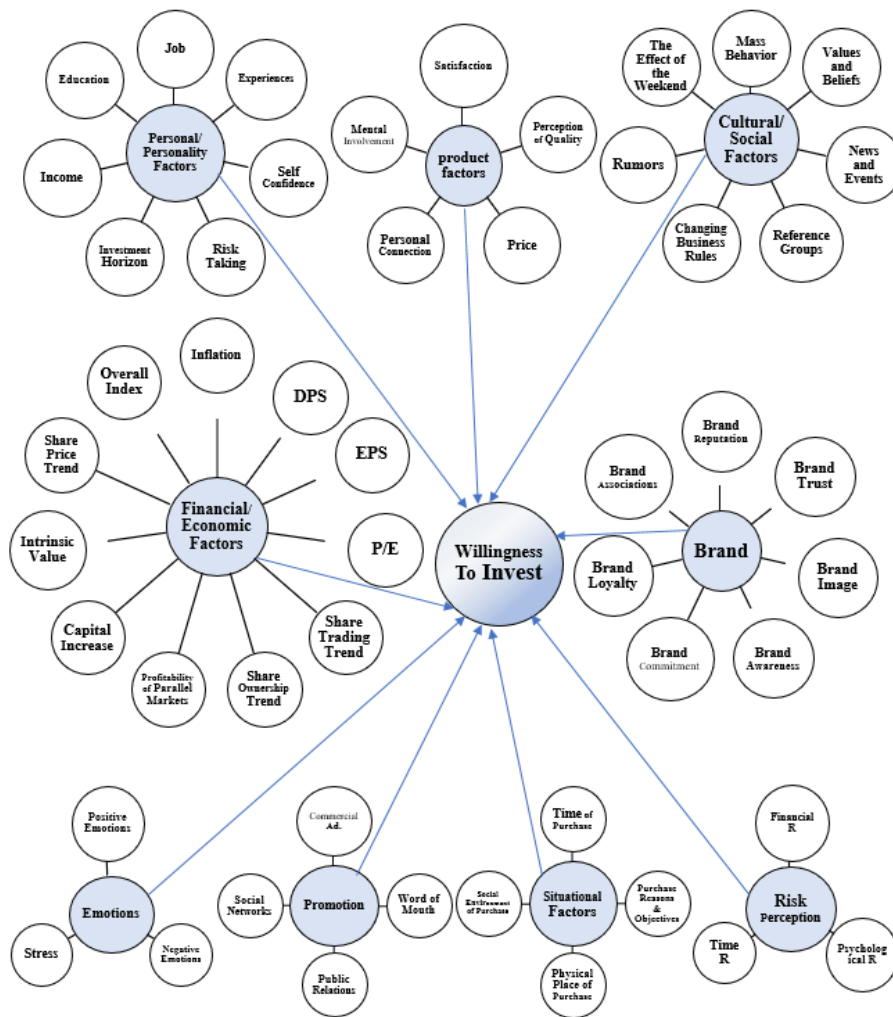 Job
Education
Experiences
Personal/
Personality
Factors
Income
Self
Confidence
Investment
Horizon
Risk
Taking
Satisfaction
Mental
Involvement
Perception
of Quality
product
factors
Personal
Connection
Price
The
Effect of
the
Weekend
Mass
Behavior
Values
and
Beliefs
Cultural/
Social
Factors
Rumors
News
and
Events
Changing
Business
Rules
Reference
Groups
Inflation
Overall
Index
DPS
Share
Price
Trend
EPS
Financial/
Economic
Factors
Intrinsic
Value
P/E
Capital
Increase
Share
Trading
Trend
Profitability
of Parallel
Markets
Share
Ownership
Trend
Willingness
To Invest
Brand
Reputation
Brand
Associations
Brand
Trust
Brand
Brand
Loyalty
Brand
Image
Brand
Commitment
Brand
Awareness
Positive
Emotions
Emotions
Stress
Negative
Emotions
Commercial
Ad.
Social
Networks
Promotion
Word of
Mouth
Public
Relations
Time of
Purchase
Social
Environment
of Purchase
Situational
Factors
Purchase
Reasons
&
Objectives
Physical
Place of
Purchase
Financial
R
Risk
Perception
Time
R
Psycholog
ical R